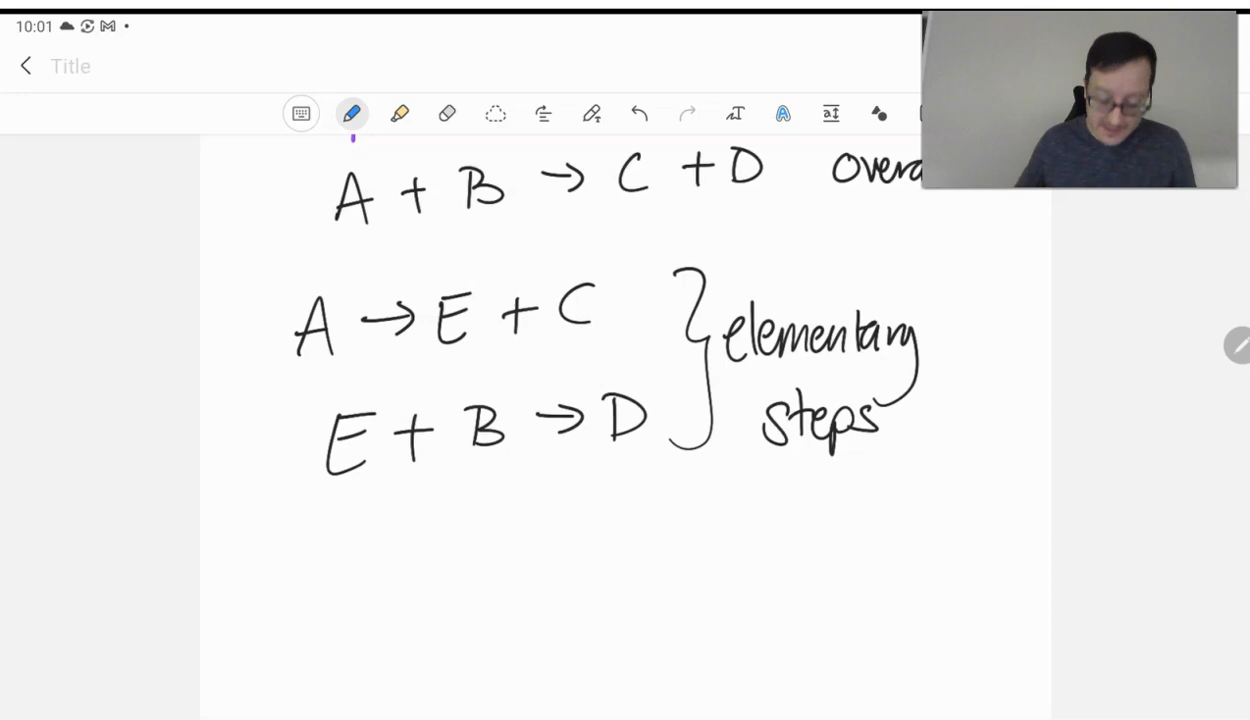 10:01
Title
A + B → C + D
A → E + C
elementary
E + B → D
steps